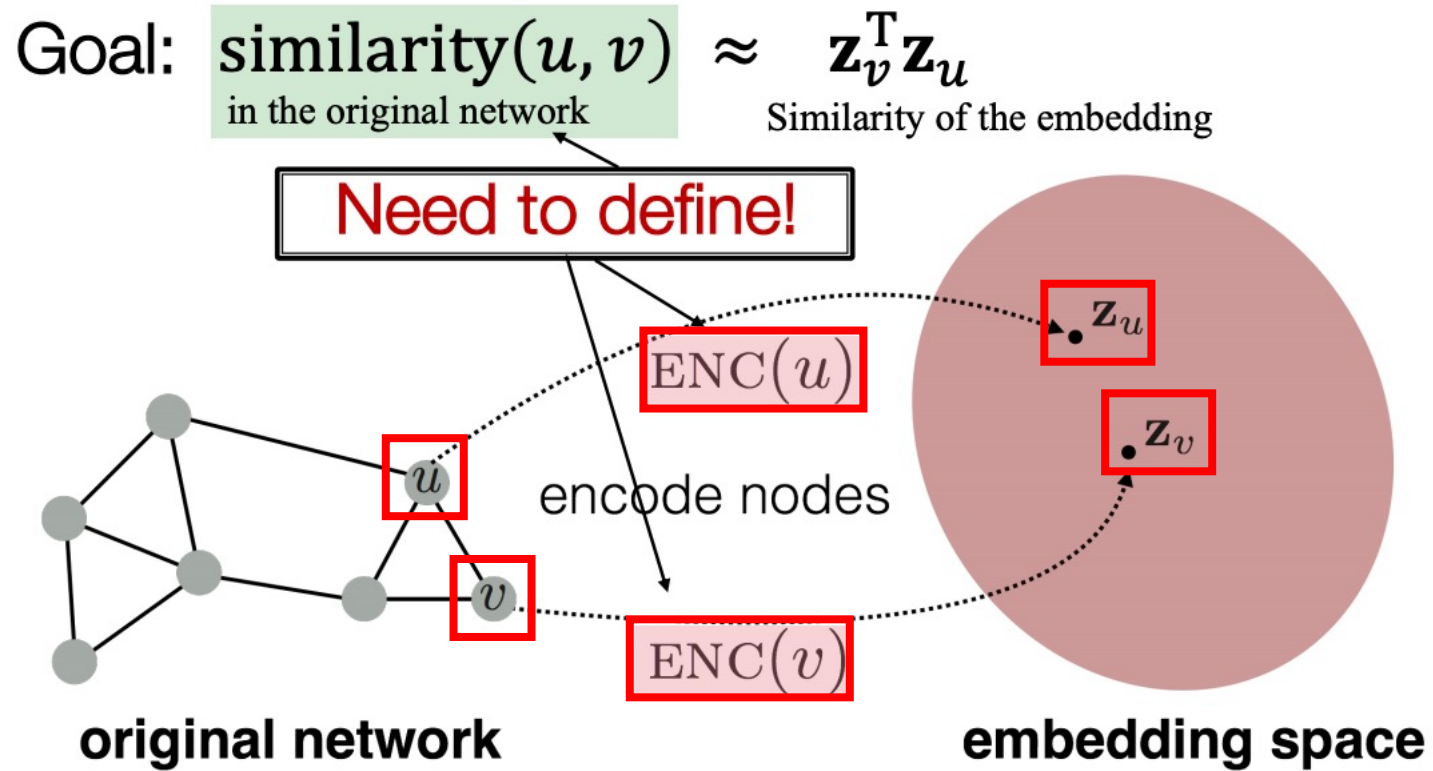 Goal: similarity(u, v) ≈ z_v^T z_u
in the original network
Similarity of the embedding
Need to define!
z_u
ENC(u)
z_v
u
encode nodes
v
ENC(v)
original network
embedding space